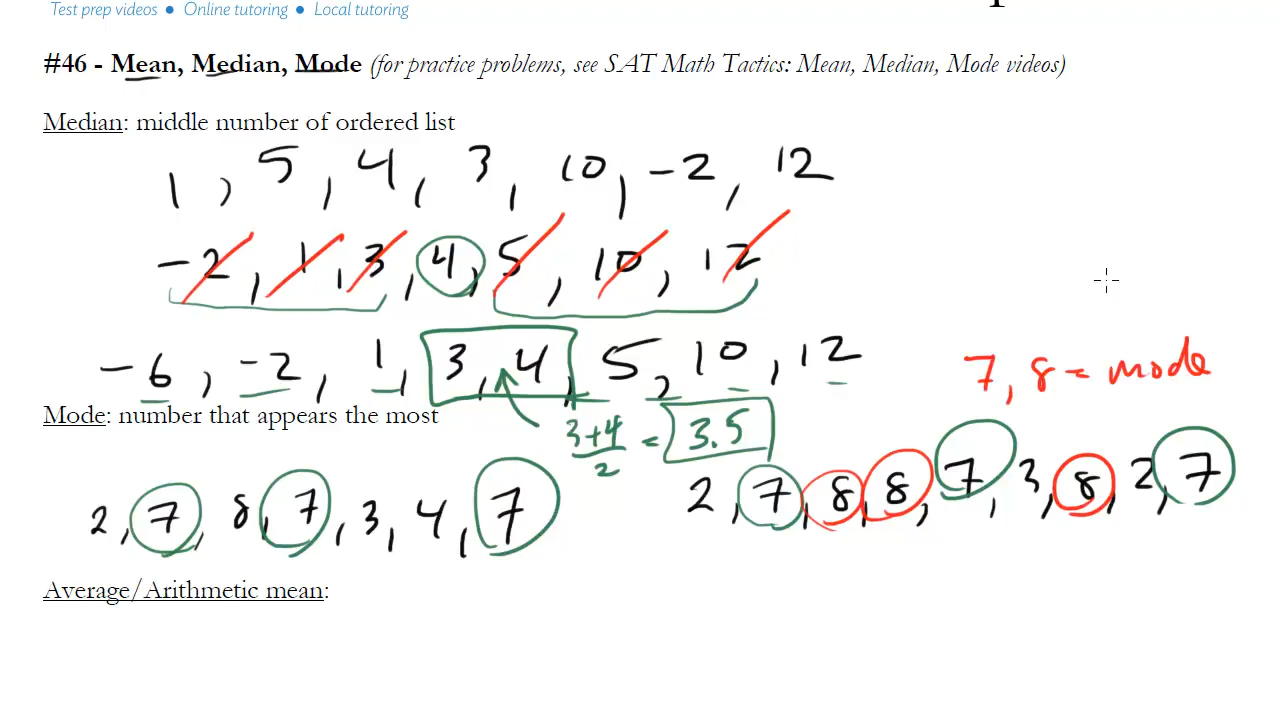 Test prep videos ● Online tutoring ● Local tutoring
#46 - Mean, Median, Mode (for practice problems, see SAT Math Tactics: Mean, Median, Mode videos)
Median: middle number of ordered list
1, 5, 4, 3, 10, -2, 12
-2, 1, 3, 4, 5, 10, 12
-6, -2, 1, 3, 4, 5, 10, 12
7, 8 = mode
Mode: number that appears the most
3+4/2 = 3.5
2, 7, 8, 7, 3, 4, 7
2, 7, 8, 8, 7, 3, 8, 2, 7
Average/Arithmetic mean: